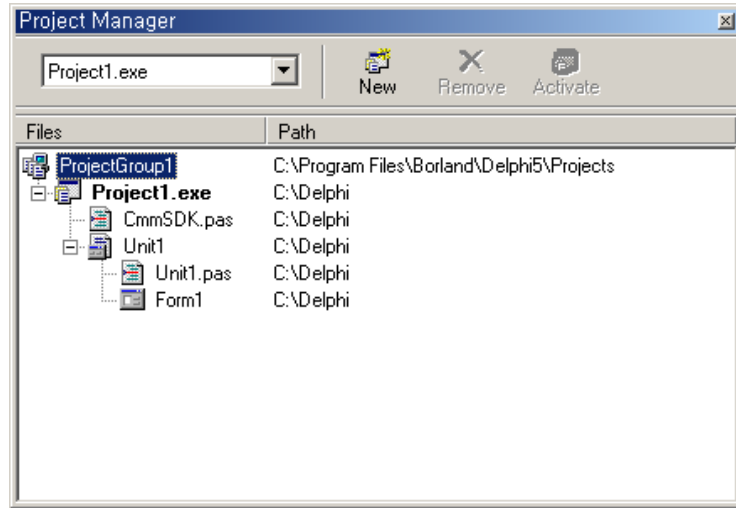 Project Manager
Project1.exe
New Remove Activate
Files Path
ProjectGroup1 C:\Program Files\Borland\Delphi5\Projects
Project1.exe C:\Delphi
CmmSDK.pas C:\Delphi
Unit1 C:\Delphi
Unit1.pas C:\Delphi
Form1 C:\Delphi